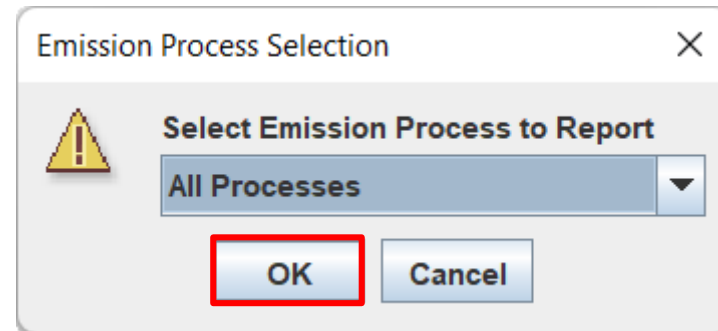 Emission Process Selection
Select Emission Process to Report
All Processes
OK Cancel